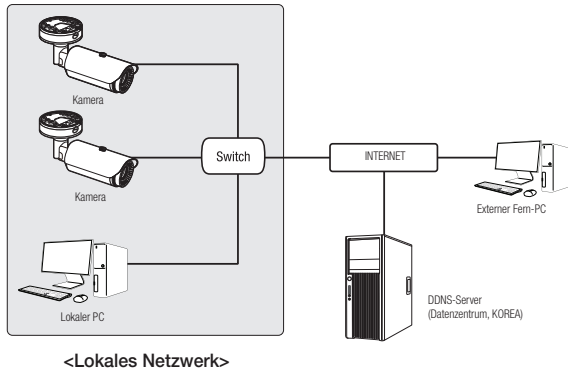 Kamera
Kamera
Switch
INTERNET
Externer Fern-PC
Lokaler PC
DDNS-Server
(Datenzentrum, KOREA)
<Lokales Netzwerk>